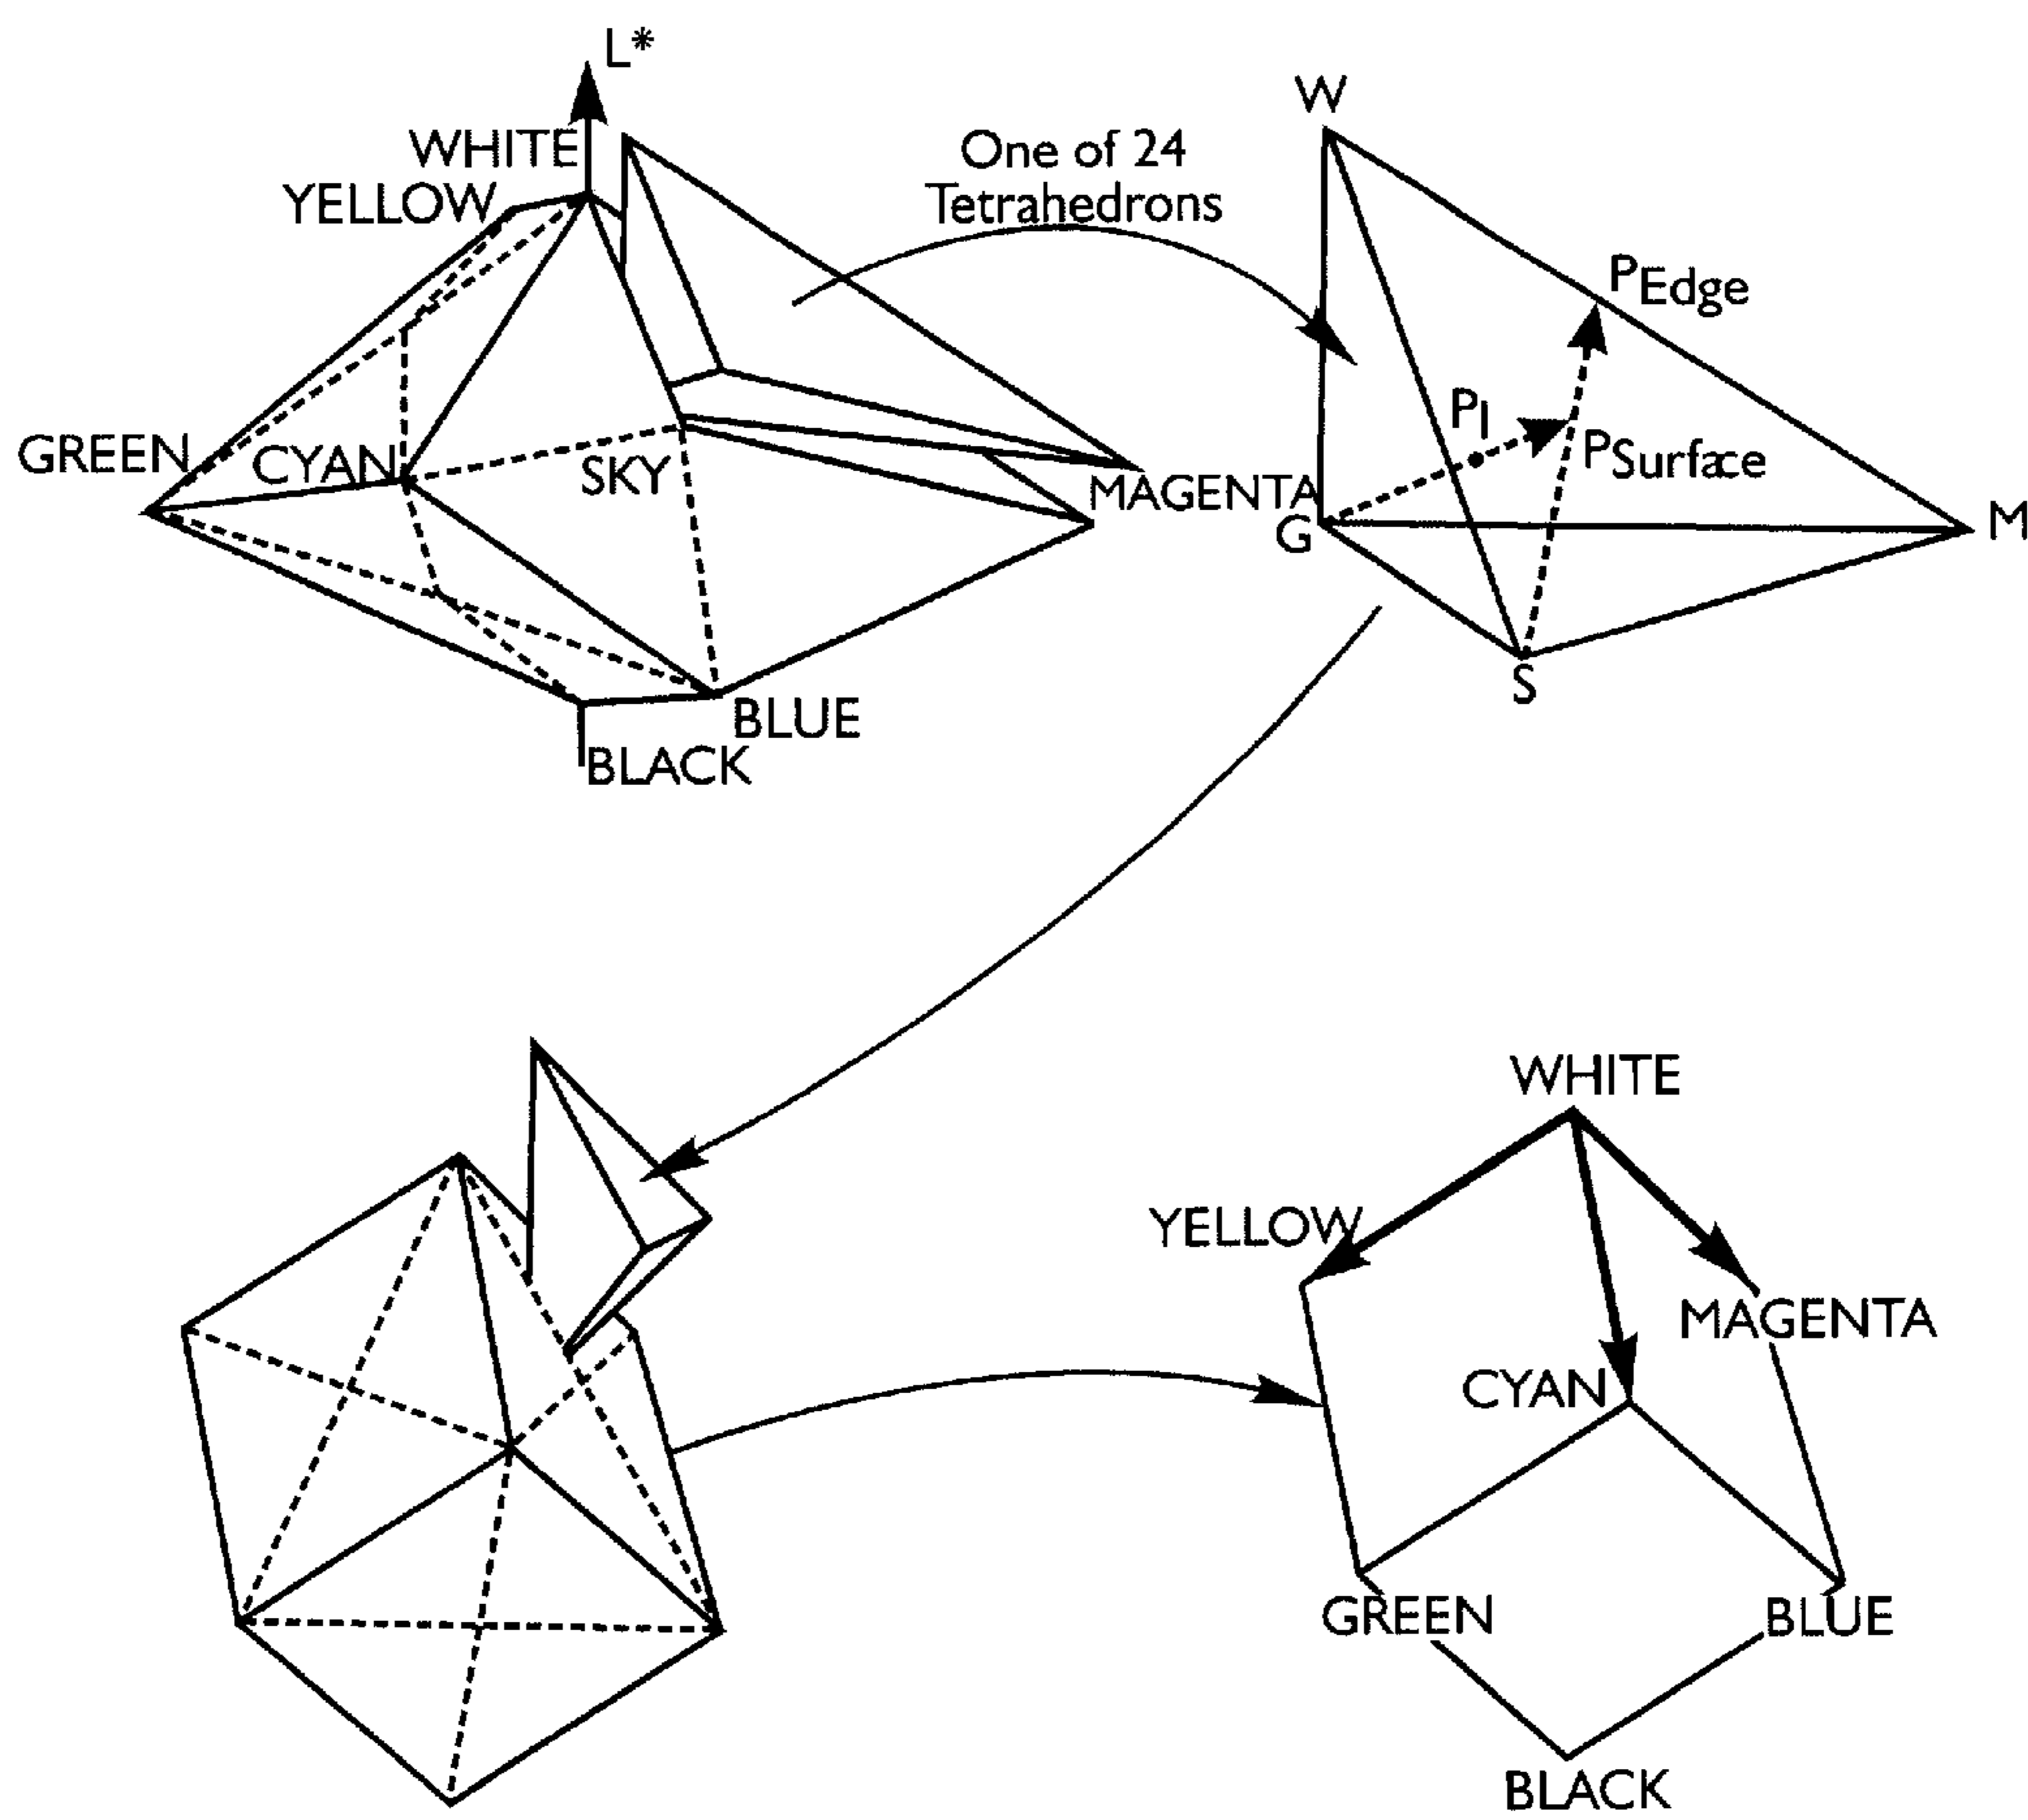 L*
WHITE
YELLOW
One of 24
Tetrahedrons
GREEN
CYAN
SKY
MAGENTA
BLUE
BLACK
W
PEdge
PI
PSurface
G
M
S
WHITE
YELLOW
MAGENTA
CYAN
GREEN
BLUE
BLACK